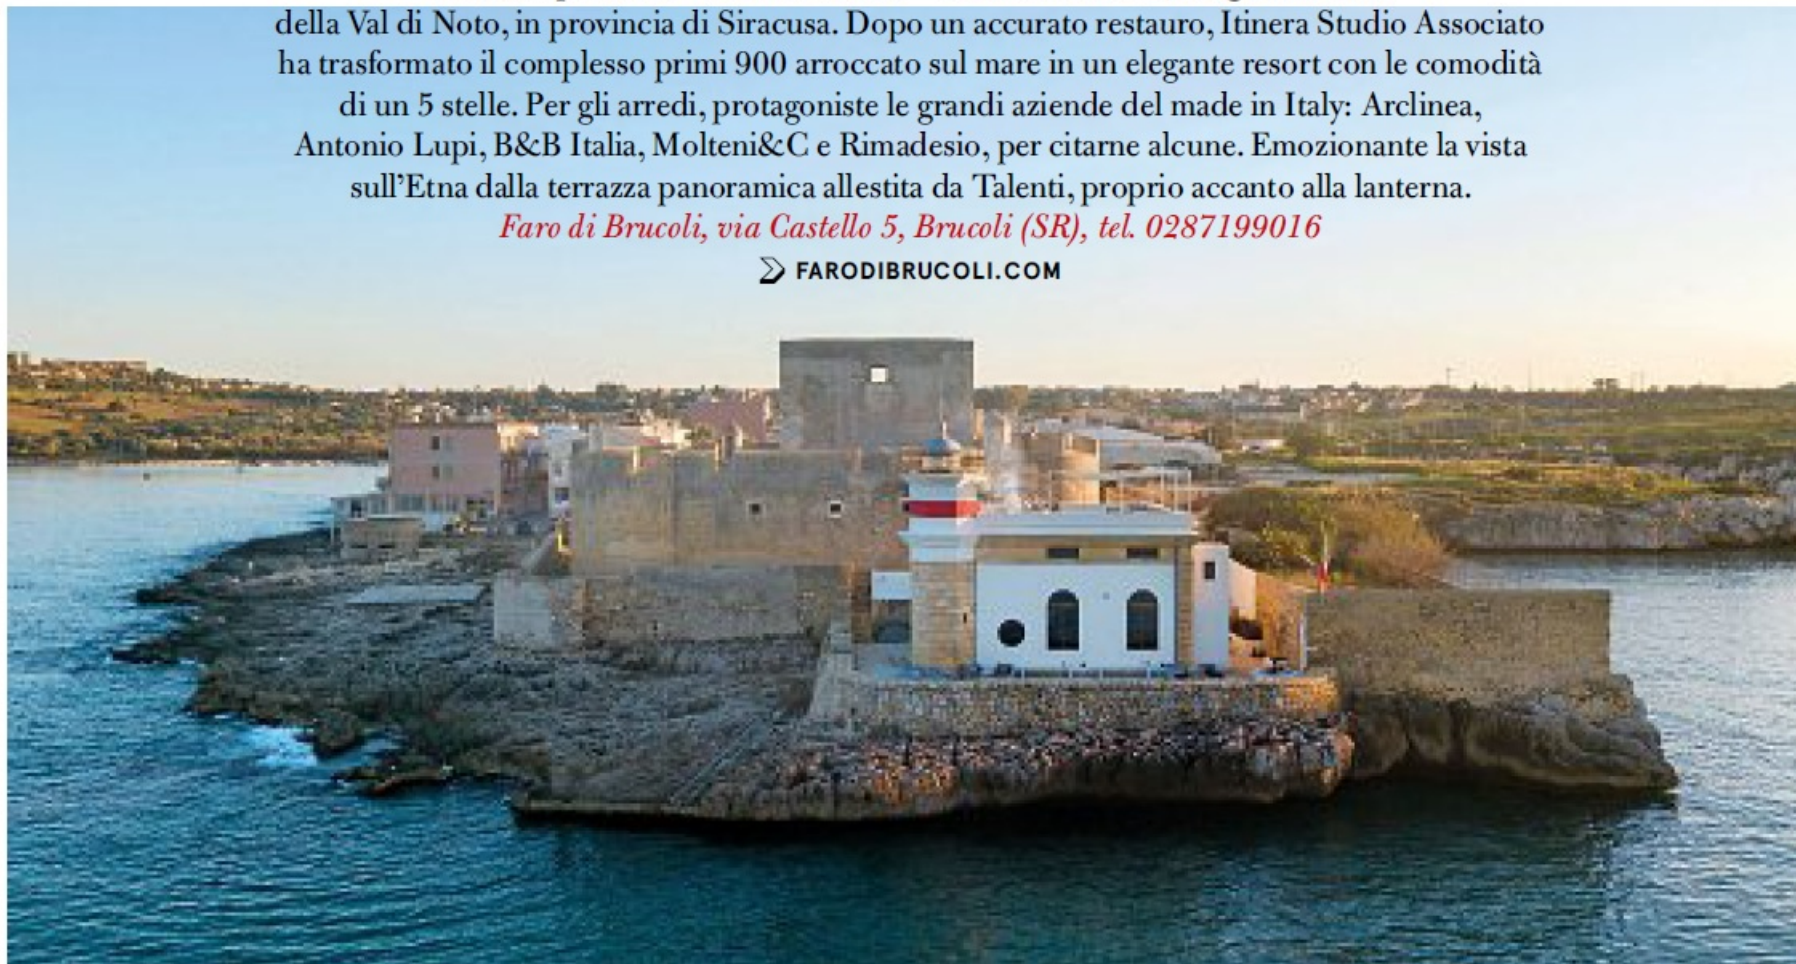 della Val di Noto, in provincia di Siracusa. Dopo un accurato restauro, Itinera Studio Associato
ha trasformato il complesso primi 900 arroccato sul mare in un elegante resort con le comodità
di un 5 stelle. Per gli arredi, protagoniste le grandi aziende del made in Italy: Arclinea,
Antonio Lupi, B&B Italia, Molteni&C e Rimadesio, per citarne alcune. Emozionante la vista
sull’Etna dalla terrazza panoramica allestita da Talenti, proprio accanto alla lanterna.
Faro di Brucoli, via Castello 5, Brucoli (SR), tel. 0287199016
FARODIBRUCOLI.COM